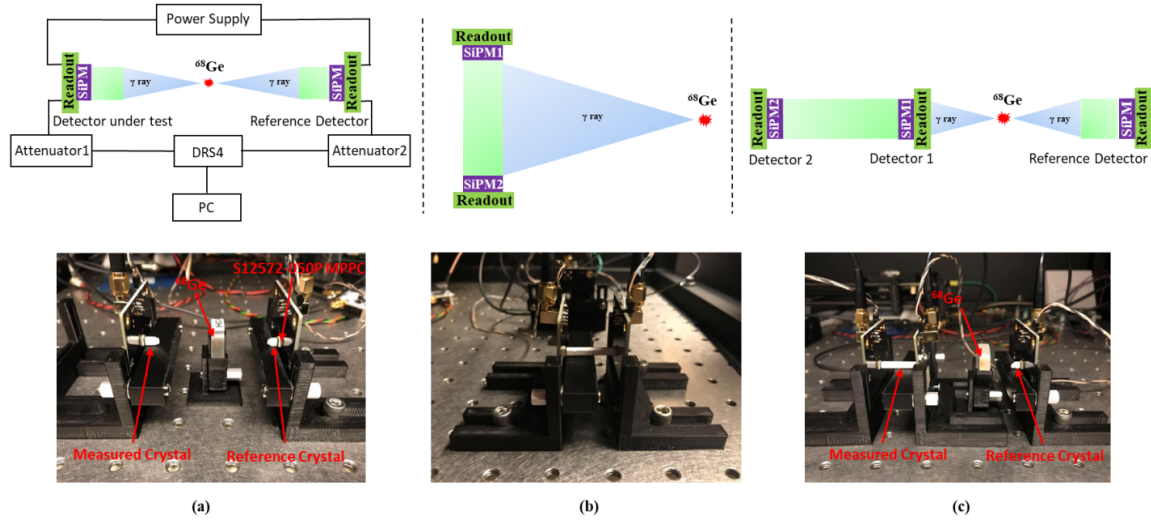 Power Supply
⁶⁸Ge
Readout
SiPM
γ ray
γ ray
SiPM
Readout
Detector under test
Reference Detector
Attenuator1
DRS4
Attenuator2
PC
Readout
SiPM1
⁶⁸Ge
γ ray
SiPM2
Readout
⁶⁸Ge
Readout
SiPM2
SiPM1
Readout
γ ray
γ ray
SiPM
Readout
Detector 2
Detector 1
Reference Detector
S12572-050P MPPC
⁶⁸Ge
Measured Crystal
Reference Crystal
⁶⁸Ge
Measured Crystal
Reference Crystal
(a)
(b)
(c)